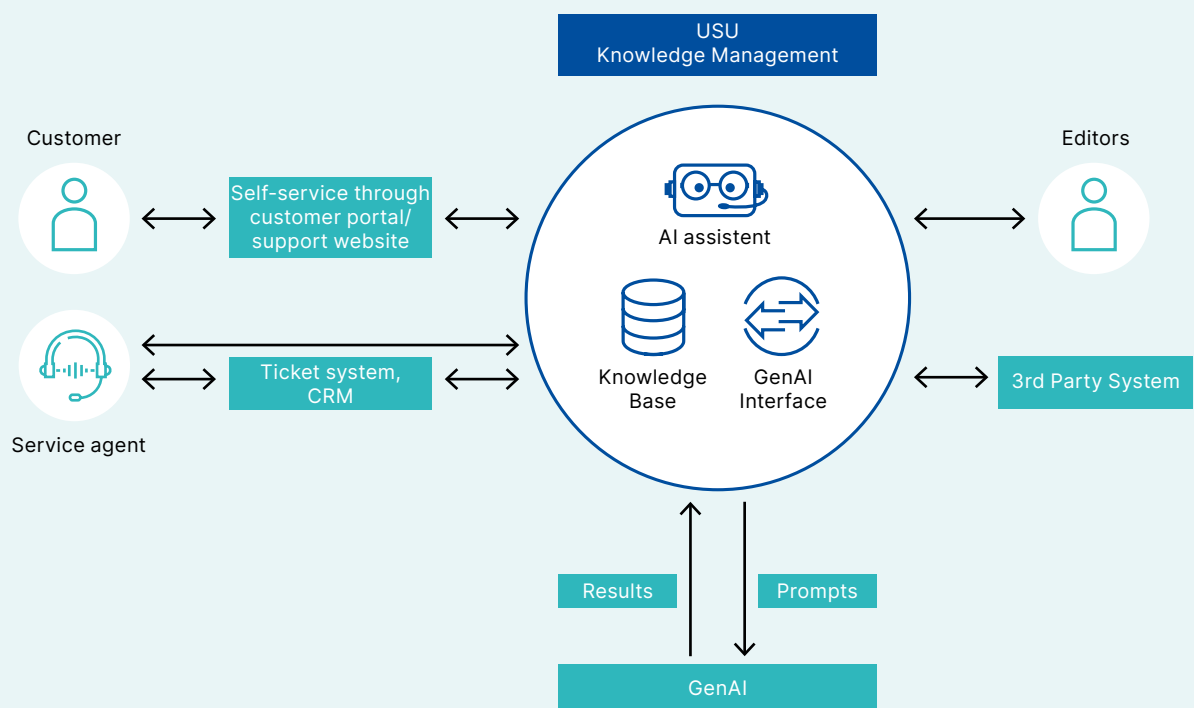 USU
Knowledge Management
Customer
Editors
Self-service through
customer portal/
support website
AI assistent
Ticket system,
CRM
Service agent
Knowledge
Base
GenAI
Interface
3rd Party System
Results
Prompts
GenAI